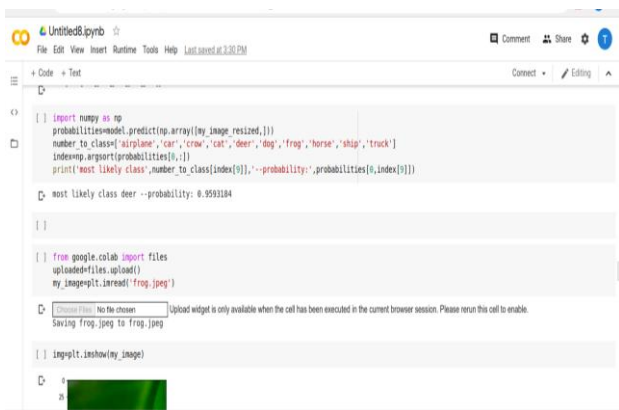 Untitled8.ipynb
Comment Share T
File Edit View Insert Runtime Tools Help Last saved at 3:30 PM
+ Code + Text Connect Editing
[ ] import numpy as np
probabilities=model.predict(np.array([my_image_resized,]))
number_to_class=['airplane','car','crow','cat','deer','dog','frog','horse','ship','truck']
index=np.argsort(probabilities[0,:])
print('most likely class',number_to_class[index[9]],'--probability:',probabilities[0,index[9]])
most likely class deer --probability: 0.9593184
[ ]
[ ] from google.colab import files
uploaded=files.upload()
my_image=plt.imread('frog.jpeg')
Choose Files No file chosen Upload widget is only available when the cell has been executed in the current browser session. Please rerun this cell to enable.
Saving frog.jpeg to frog.jpeg
[ ] img=plt.imshow(my_image)
0
25